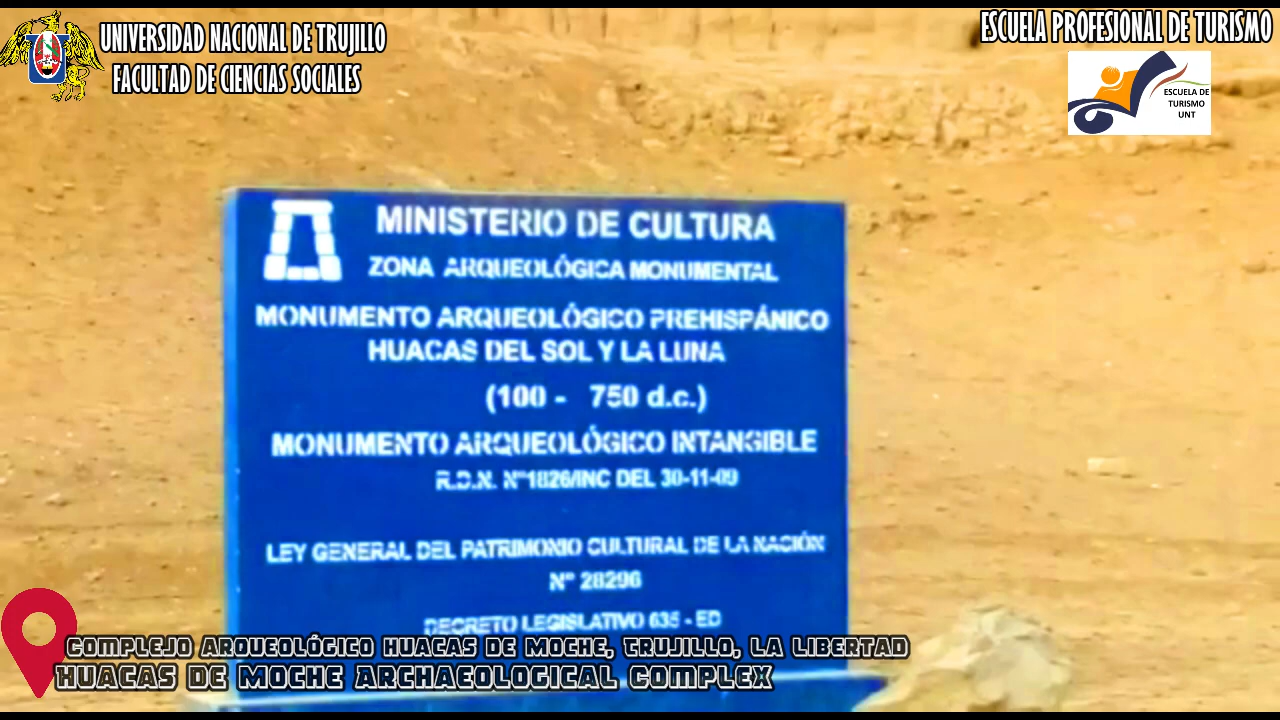 UNIVERSIDAD NACIONAL DE TRUJILLO
FACULTAD DE CIENCIAS SOCIALES
ESCUELA PROFESIONAL DE TURISMO
ESCUELA DE
TURISMO
UNT
MINISTERIO DE CULTURA
ZONA ARQUEOLÓGICA MONUMENTAL
MONUMENTO ARQUEOLÓGICO PREHISPÁNICO
HUACAS DEL SOL Y LA LUNA
(100 - 750 d.c.)
MONUMENTO ARQUEOLÓGICO INTANGIBLE
R.D.N. N°1826/INC DEL 30-11-09
LEY GENERAL DEL PATRIMONIO CULTURAL DE LA NACIÓN
N° 28296
DECRETO LEGISLATIVO 635 - ED
COMPLEJO ARQUEOLÓGICO HUACAS DE MOCHE, TRUJILLO, LA LIBERTAD
HUACAS DE MOCHE ARCHAEOLOGICAL COMPLEX